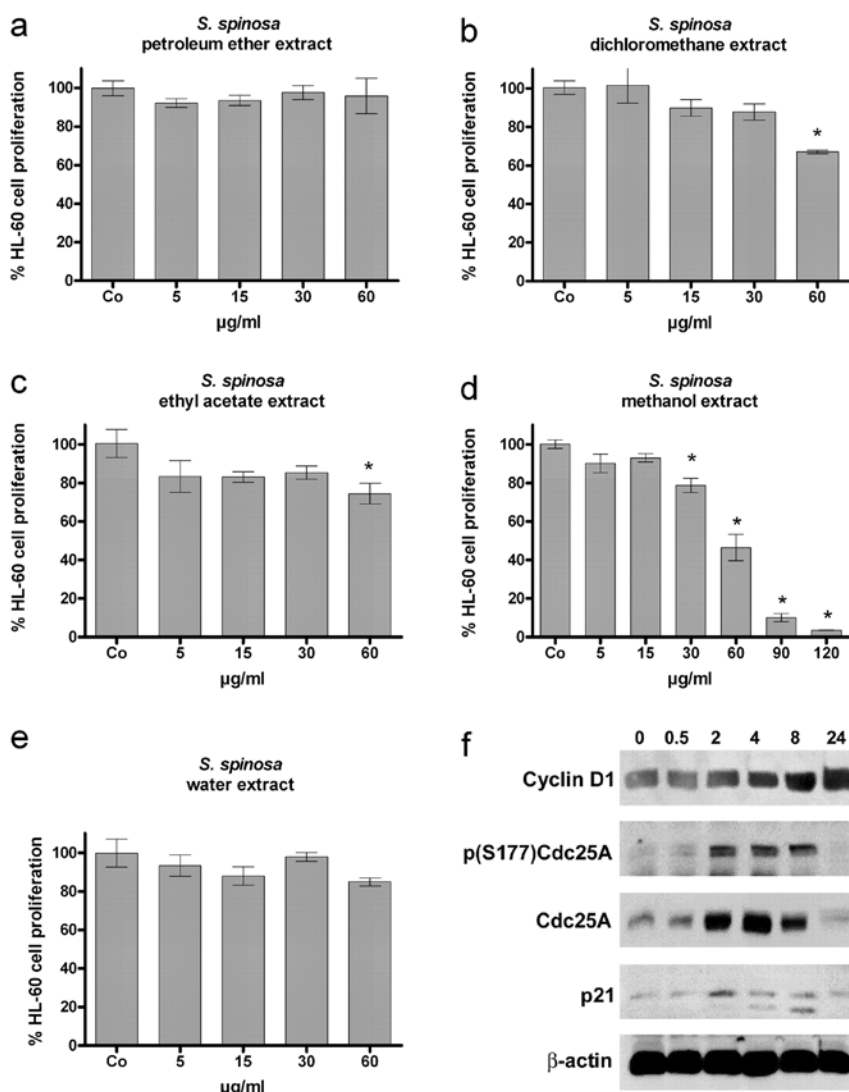 a
S. spinosa
petroleum ether extract
% HL-60 cell proliferation
100
80
60
40
20
0
Co 5 15 30 60
µg/ml
b
S. spinosa
dichloromethane extract
% HL-60 cell proliferation
100
80
60
40
20
0
*
Co 5 15 30 60
µg/ml
c
S. spinosa
ethyl acetate extract
% HL-60 cell proliferation
100
80
60
40
20
0
*
Co 5 15 30 60
µg/ml
d
S. spinosa
methanol extract
% HL-60 cell proliferation
100
80
60
40
20
0
* * * *
Co 5 15 30 60 90 120
µg/ml
e
S. spinosa
water extract
% HL-60 cell proliferation
100
80
60
40
20
0
Co 5 15 30 60
µg/ml
f
0 0.5 2 4 8 24
Cyclin D1
p(S177)Cdc25A
Cdc25A
p21
β-actin